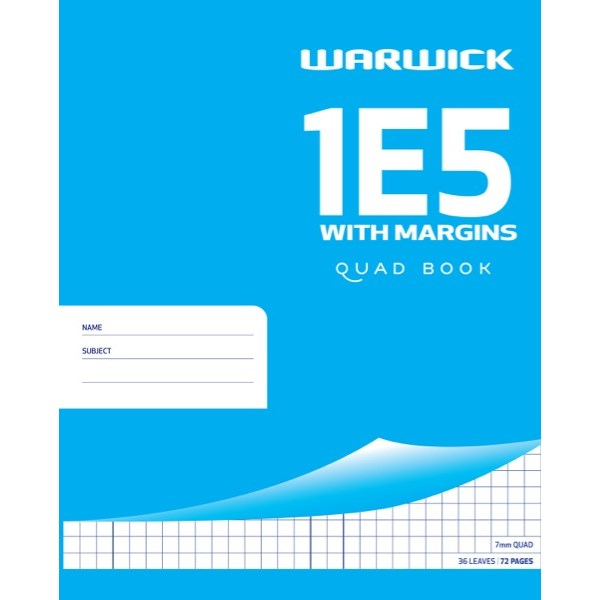 WARWICK
1E5
WITH MARGINS
QUAD BOOK
NAME
SUBJECT
7mm QUAD
36 LEAVES | 72 PAGES